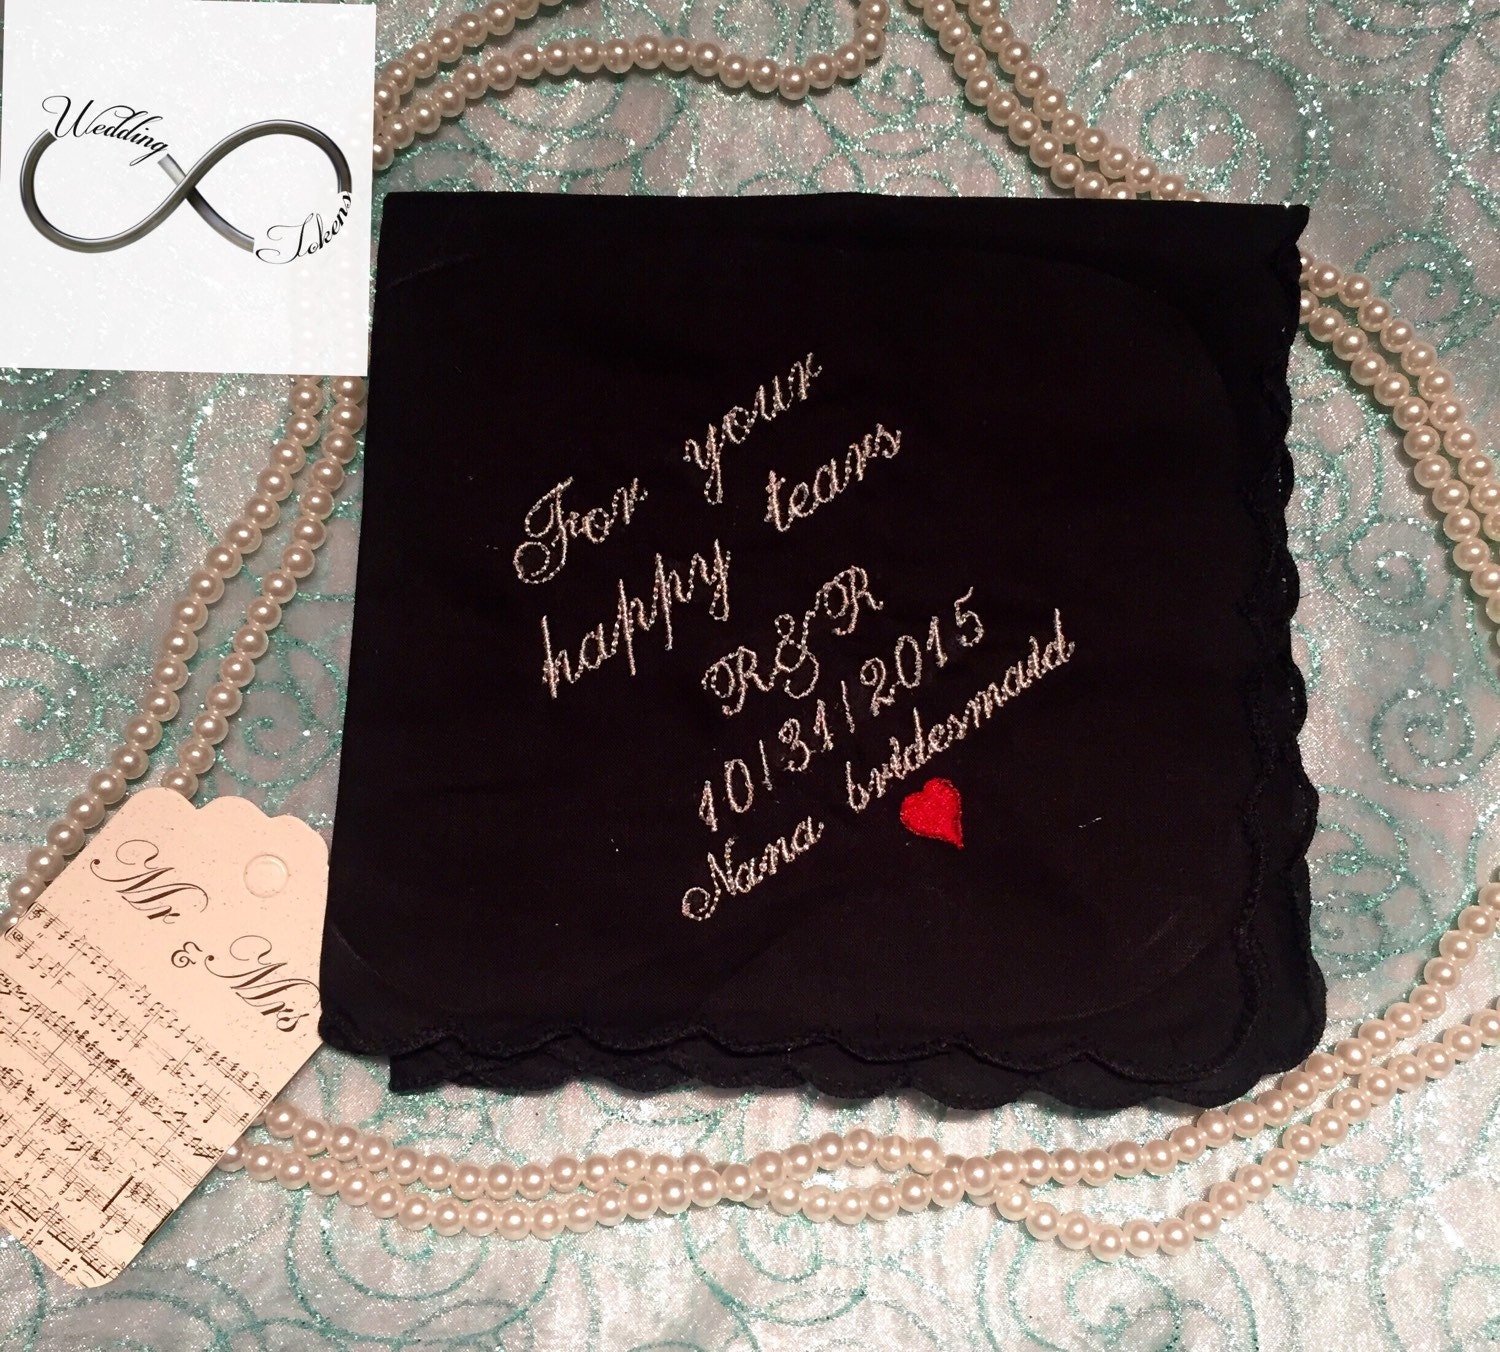 Wedding
Tokens
For your
happy tears
R&R
10/31/2015
Nana bridesmaid
Mr
&
Mrs